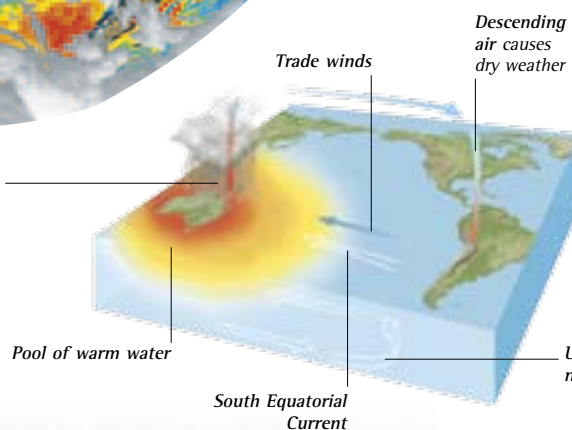 Descending
air causes
dry weather
Trade winds
Pool of warm water
South Equatorial
Current